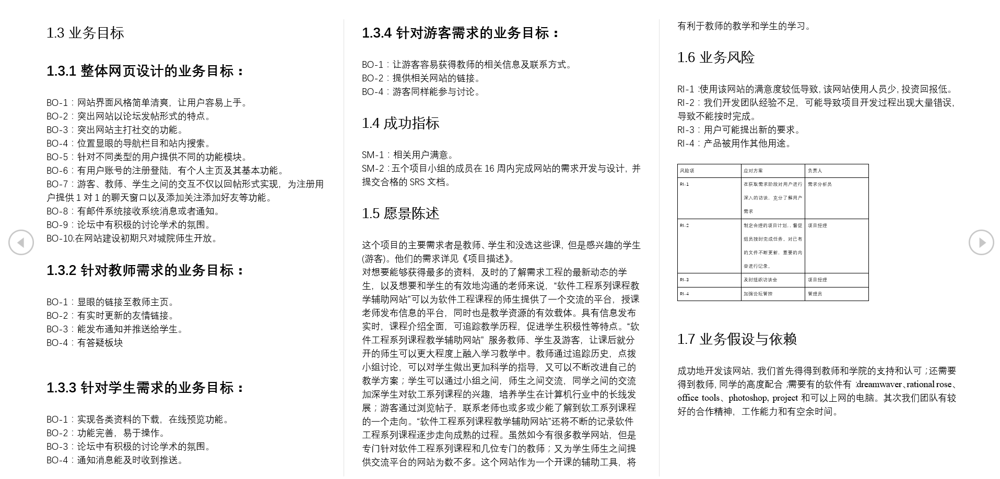 1.3 业务目标
1.3.1 整体网页设计的业务目标：
BO-1：网站界面风格简单清爽，让用户容易上手。
BO-2：突出网站以论坛发帖形式的特点。
BO-3：突出网站主打社交的功能。
BO-4：位置显眼的导航栏目和站内搜索。
BO-5：针对不同类型的用户提供不同的功能模块。
BO-6：有用户账号的注册登陆，有个人主页及其基本功能。
BO-7：游客、教师、学生之间的交互不仅以回帖形式实现，为注册用
户提供 1 对 1 的聊天窗口以及添加关注添加好友等功能。
BO-8：有邮件系统接收系统消息或者通知。
BO-9：论坛中有积极的讨论学术的氛围。
BO-10:在网站建设初期只对城院师生开放。
1.3.2 针对教师需求的业务目标：
BO-1：显眼的链接至教师主页。
BO-2：有实时更新的友情链接。
BO-3：能发布通知并推送给学生。
BO-4：有答疑板块
1.3.3 针对学生需求的业务目标：
BO-1：实现各类资料的下载，在线预览功能。
BO-2：功能完善，易于操作。
BO-3：论坛中有积极的讨论学术的氛围。
BO-4：通知消息能及时收到推送。
1.3.4 针对游客需求的业务目标：
BO-1：让游客容易获得教师的相关信息及联系方式。
BO-2：提供相关网站的链接。
BO-4：游客同样能参与讨论。
1.4 成功指标
SM-1：相关用户满意。
SM-2：五个项目小组的成员在 16 周内完成网站的需求开发与设计，并
提交合格的 SRS 文档。
1.5 愿景陈述
这个项目的主要需求者是教师、学生和没选这些课，但是感兴趣的学生
(游客)。他们的需求详见《项目描述》。
对想要能够获得最多的资料，及时的了解需求工程的最新动态的学
生，以及想要和学生的有效地沟通的老师来说，“软件工程系列课程教
学辅助网站”可以为软件工程课程的师生提供了一个交流的平台，授课
老师发布信息的平台，同时也是教学资源的有效载体。具有信息发布
实时，课程介绍全面，可追踪教学历程，促进学生积极性等特点。“软
件工程系列课程教学辅助网站” 服务教师、学生及游客，让课后就分
开的师生可以更大程度上融入学习教学中。教师通过追踪历史，点拨
小组讨论，可以对学生做出更加科学的指导，又可以不断改进自己的
教学方案；学生可以通过小组之间，师生之间交流，同学之间的交流
加深学生对软工系列课程的兴趣，培养学生在计算机行业中的长线发
展；游客通过浏览帖子，联系老师也或多或少能了解到软工系列课程
的一个走向。“软件工程系列课程教学辅助网站”还将不断的记录软件
工程系列课程逐步走向成熟的过程。虽然如今有很多教学网站，但是
专门针对软件工程系列课程和几位专门的教师；又为学生师生之间提
供交流平台的网站为数不多。这个网站作为一个开课的辅助工具，将
有利于教师的教学和学生的学习。
1.6 业务风险
RI-1：使用该网站的满意度较低导致，该网站使用人员少，投资回报低。
RI-2：我们开发团队经验不足，可能导致项目开发过程出现大量错误，
导致不能按时完成。
RI-3：用户可能提出新的要求。
RI-4：产品被用作其他用途。
风险项 应对方案 负责人
RI-1 在获取需求阶段对用户进行 需求分析员
深入的访谈，充分了解用户
需求
RI-2 制定合理的项目计划，，督促 项目经理
组员按时完成任务。对已有
的文件不断更新，重要的内
容进行记录。
RI-3 及时组织访谈会 项目经理
RI-4 加强论坛管控 管理员
1.7 业务假设与依赖
成功地开发该网站，我们首先得得到教师和学院的支持和认可；还需要
得到教师，同学的高度配合；需要有的软件有：dreamwaver、rational rose、
office tools、photoshop, project 和可以上网的电脑。其次我们团队有较
好的合作精神，工作能力和有空余时间。